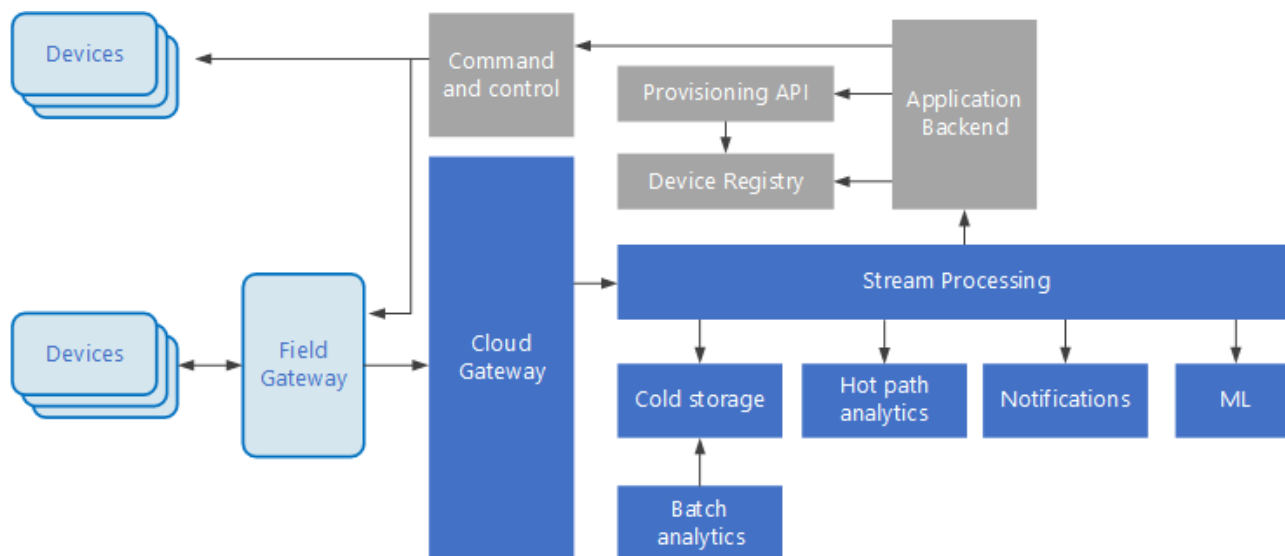 Devices
Command
and control
Provisioning API
Application
Backend
Device Registry
Stream Processing
Devices
Field
Gateway
Cloud
Gateway
Cold storage
Hot path
analytics
Notifications
ML
Batch
analytics